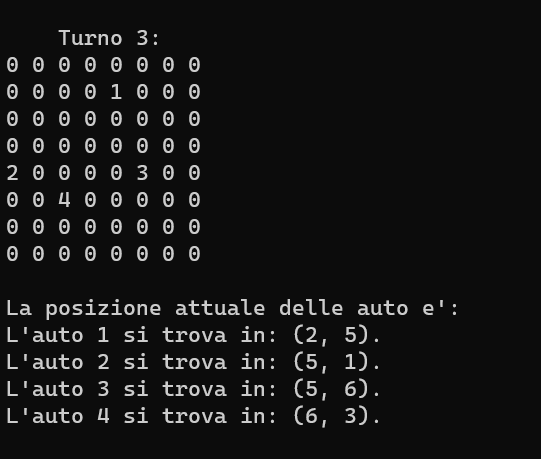 Turno 3:
0 0 0 0 0 0 0 0
0 0 0 0 1 0 0 0
0 0 0 0 0 0 0 0
0 0 0 0 0 0 0 0
2 0 0 0 0 3 0 0
0 0 4 0 0 0 0 0
0 0 0 0 0 0 0 0
0 0 0 0 0 0 0 0
La posizione attuale delle auto e':
L'auto 1 si trova in: (2, 5).
L'auto 2 si trova in: (5, 1).
L'auto 3 si trova in: (5, 6).
L'auto 4 si trova in: (6, 3).